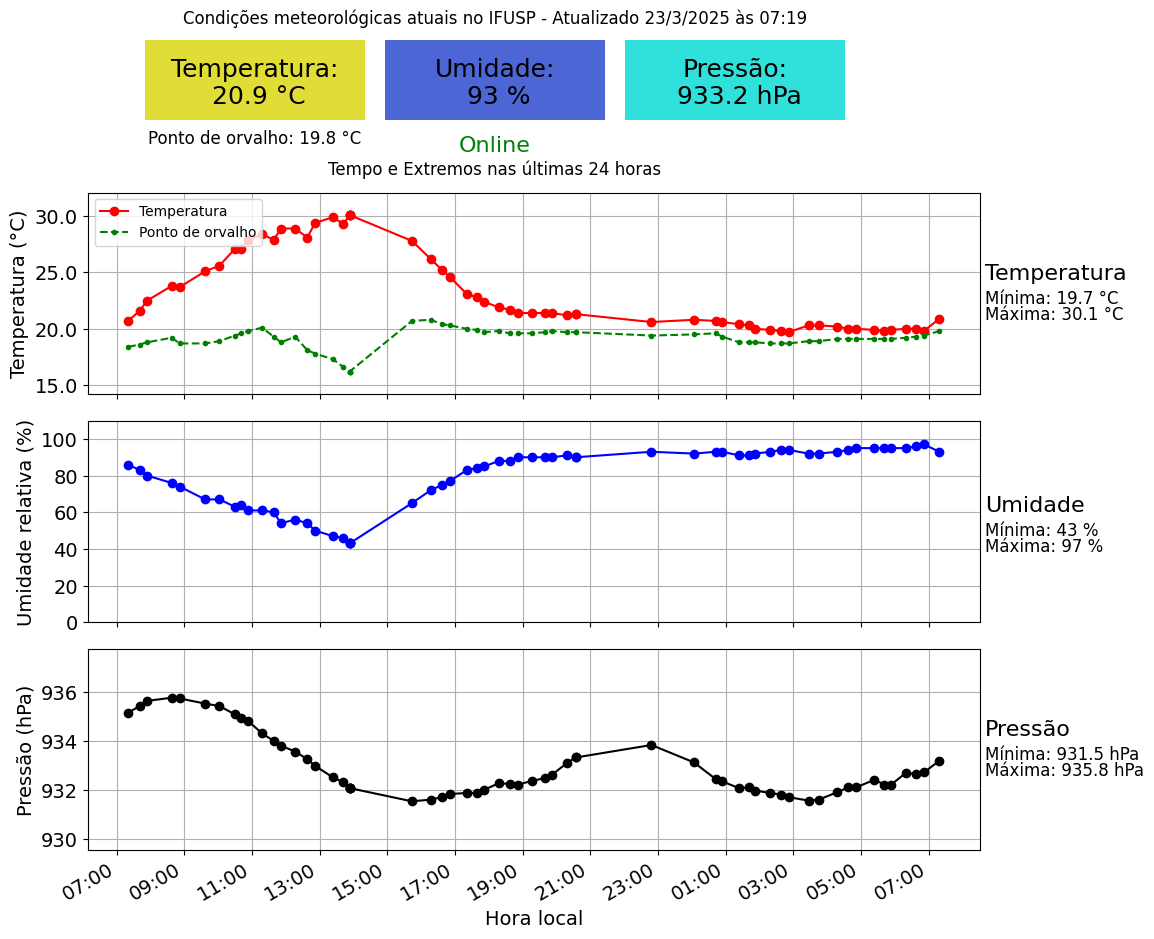 Condições meteorológicas atuais no IFUSP - Atualizado 23/3/2025 às 07:19
Temperatura:
20.9 °C
Umidade:
93 %
Pressão:
933.2 hPa
Ponto de orvalho: 19.8 °C
Online
Tempo e Extremos nas últimas 24 horas
Temperatura (°C)
30.0
25.0
20.0
15.0
Temperatura
Ponto de orvalho
Temperatura
Mínima: 19.7 °C
Máxima: 30.1 °C
Umidade relativa (%)
100
80
60
40
20
0
Umidade
Mínima: 43 %
Máxima: 97 %
Pressão (hPa)
936
934
932
930
Pressão
Mínima: 931.5 hPa
Máxima: 935.8 hPa
07:00
09:00
11:00
13:00
15:00
17:00
19:00
21:00
23:00
01:00
03:00
05:00
07:00
Hora local